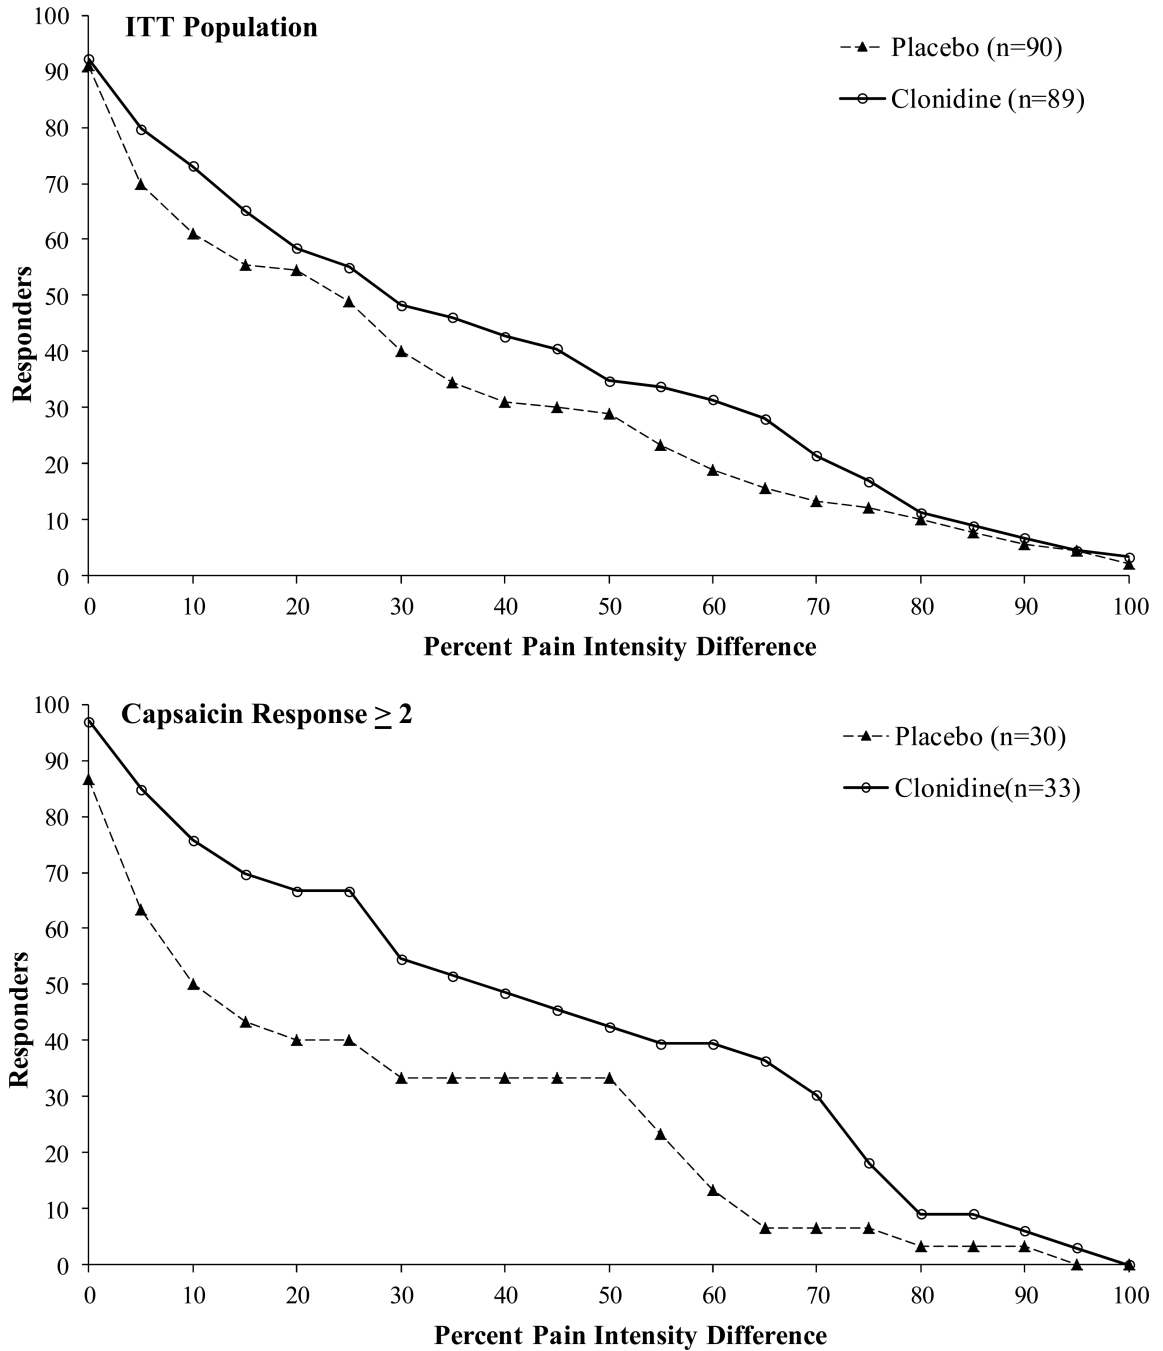 ITT Population
Placebo (n=90)
Clonidine (n=89)
Responders
100
90
80
70
60
50
40
30
20
10
0
0 10 20 30 40 50 60 70 80 90 100
Percent Pain Intensity Difference
Capsaicin Response ≥ 2
Placebo (n=30)
Clonidine(n=33)
Responders
100
90
80
70
60
50
40
30
20
10
0
0 10 20 30 40 50 60 70 80 90 100
Percent Pain Intensity Difference